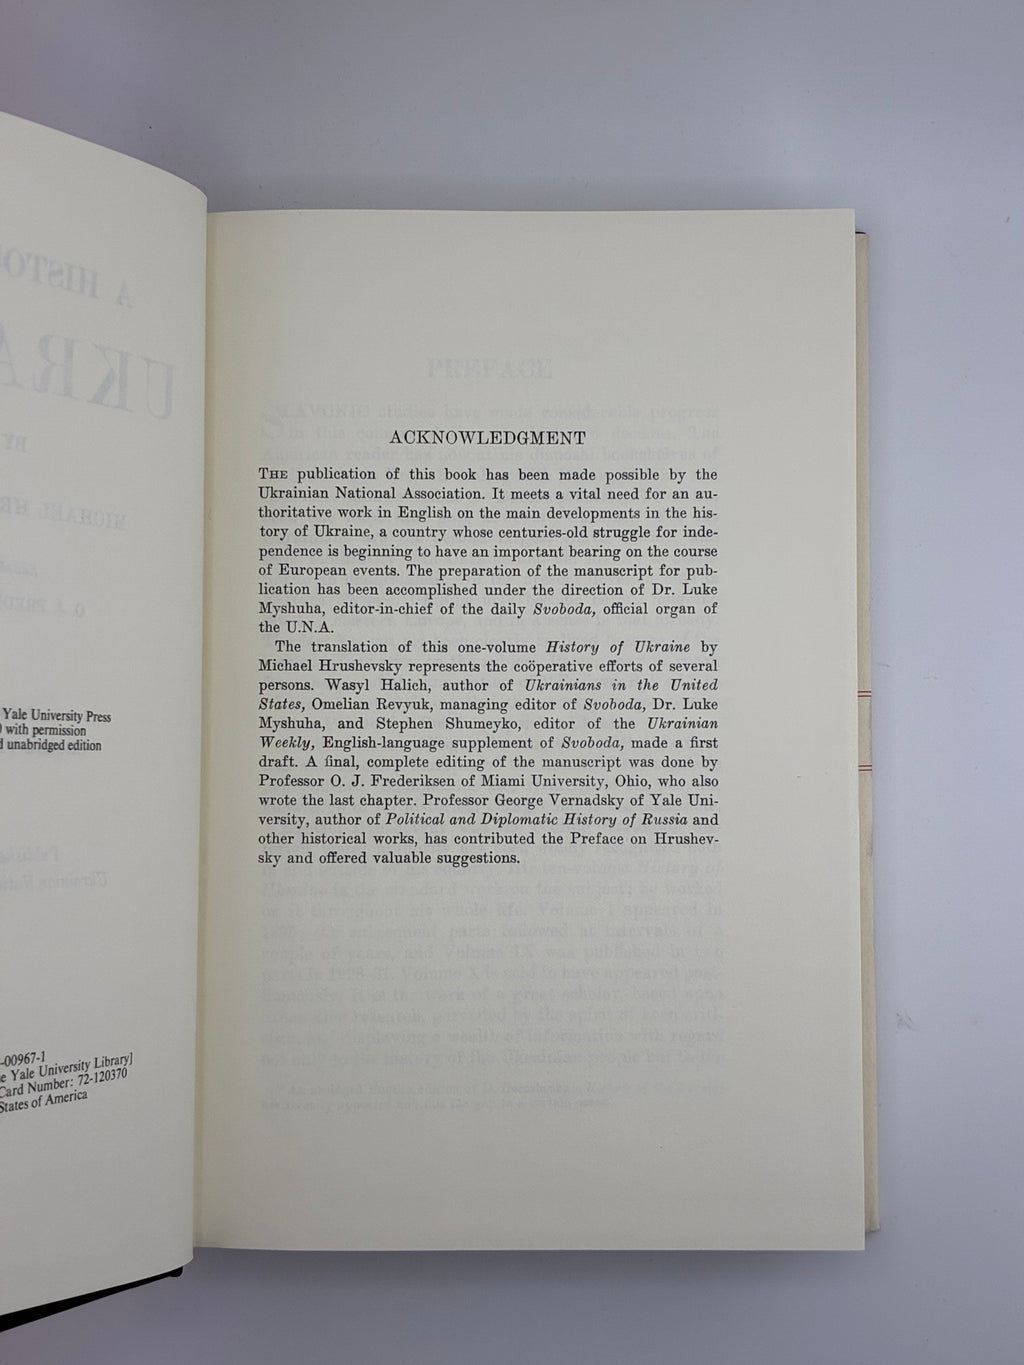 Yale University Press
with permission
unabridged edition
-00967-1
Yale University Library]
Card Number: 72-120370
States of America
PREFACE
ACKNOWLEDGMENT
THE publication of this book has been made possible by the
Ukrainian National Association. It meets a vital need for an au-
thoritative work in English on the main developments in the his-
tory of Ukraine, a country whose centuries-old struggle for inde-
pendence is beginning to have an important bearing on the course
of European events. The preparation of the manuscript for pub-
lication has been accomplished under the direction of Dr. Luke
Myshuha, editor-in-chief of the daily Svoboda, official organ of
the U.N.A.
The translation of this one-volume History of Ukraine by
Michael Hrushevsky represents the coöperative efforts of several
persons. Wasyl Halich, author of Ukrainians in the United
States, Omelian Revyuk, managing editor of Svoboda, Dr. Luke
Myshuha, and Stephen Shumeyko, editor of the Ukrainian
Weekly, English-language supplement of Svoboda, made a first
draft. A final, complete editing of the manuscript was done by
Professor O. J. Frederiksen of Miami University, Ohio, who also
wrote the last chapter. Professor George Vernadsky of Yale Uni-
versity, author of Political and Diplomatic History of Russia and
other historical works, has contributed the Preface on Hrushev-
sky and offered valuable suggestions.